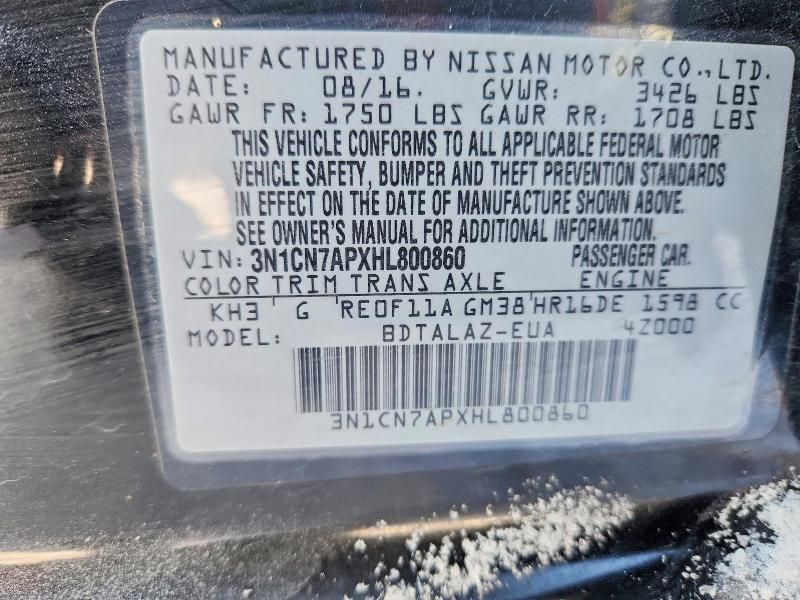 MANUFACTURED BY NISSAN MOTOR CO.,LTD.
DATE: 08/16. GVWR: 3426 LBS
GAWR FR: 1750 LBS GAWR RR: 1708 LBS
THIS VEHICLE CONFORMS TO ALL APPLICABLE FEDERAL MOTOR
VEHICLE SAFETY, BUMPER AND THEFT PREVENTION STANDARDS
IN EFFECT ON THE DATE OF MANUFACTURE SHOWN ABOVE.
SEE OWNER'S MANUAL FOR ADDITIONAL INFORMATION.
VIN: 3N1CN7APXHL800860 PASSENGER CAR.
COLOR TRIM TRANS AXLE ENGINE
KH3 G RE0F11A GM38 HR16DE 1598 CC
MODEL: BDTALAZ-EUA 4Z000
3N1CN7APXHL800860